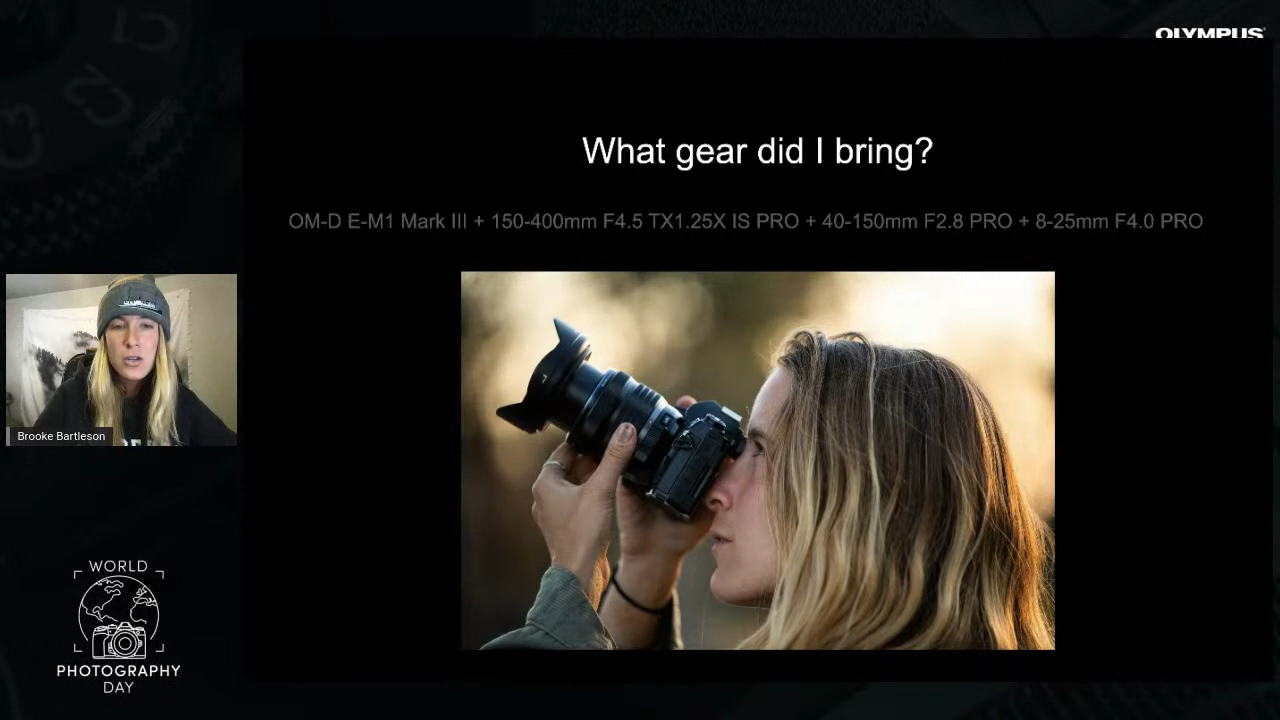 OLYMPUS
What gear did I bring?
OM-D E-M1 Mark III + 150-400mm F4.5 TX1.25X IS PRO + 40-150mm F2.8 PRO + 8-25mm F4.0 PRO
Brooke Bartleson
WORLD
PHOTOGRAPHY
DAY